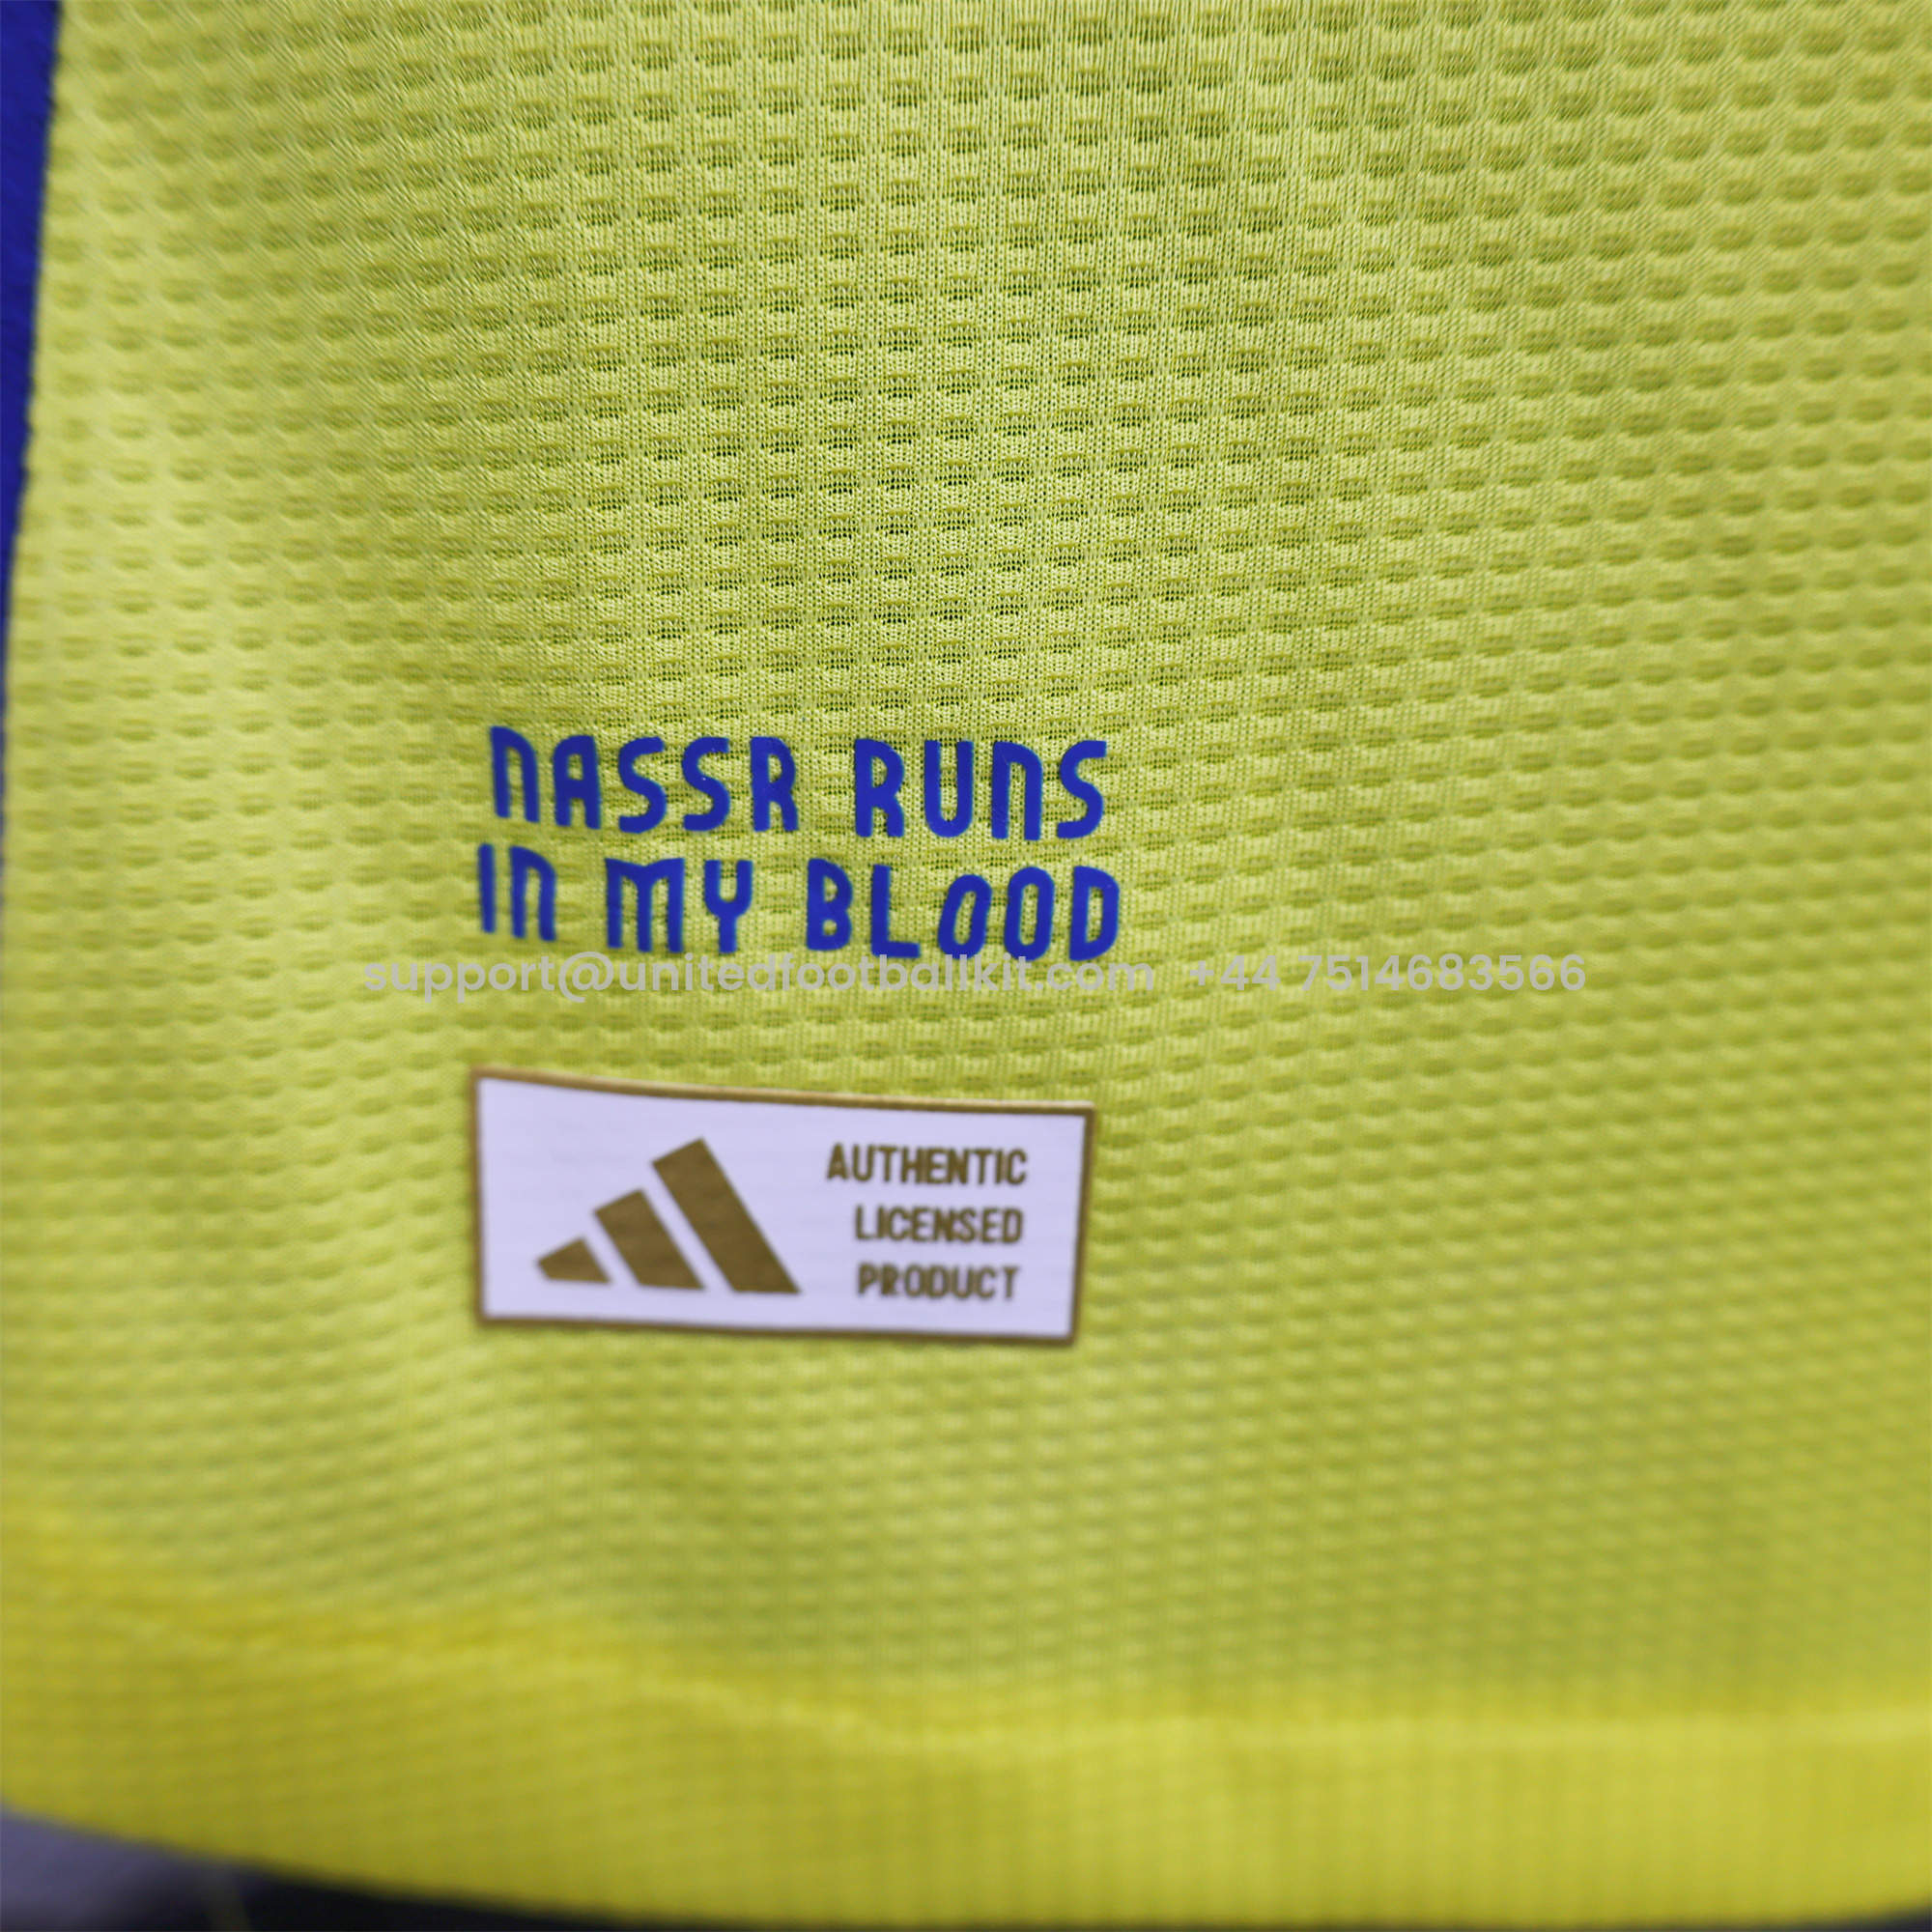 NASSR RUNS
IN MY BLOOD
support@unitedfootballkit.com +44 7514683566
AUTHENTIC
LICENSED
PRODUCT